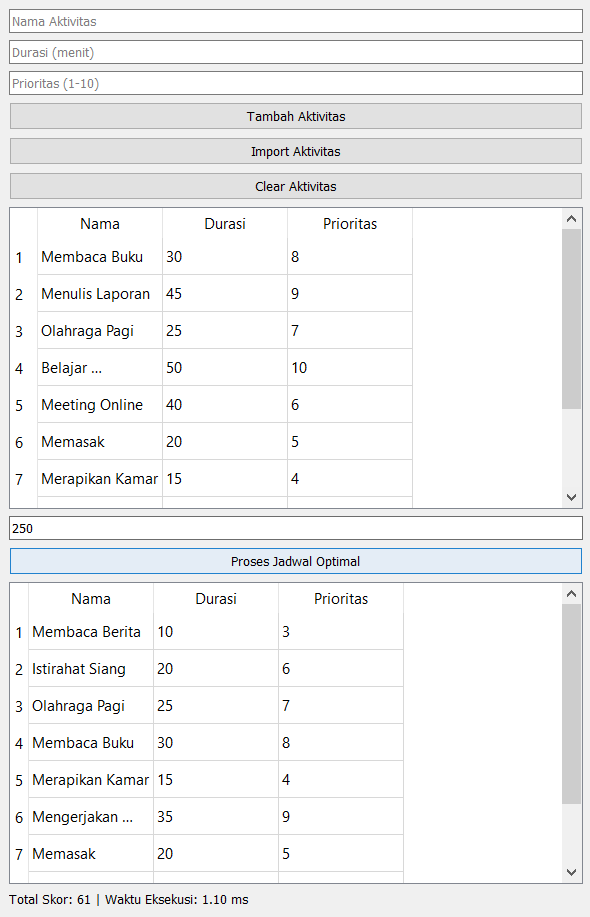 Nama Aktivitas
Durasi (menit)
Prioritas (1-10)
Tambah Aktivitas
Import Aktivitas
Clear Aktivitas
Nama Durasi Prioritas
1 Membaca Buku 30 8
2 Menulis Laporan 45 9
3 Olahraga Pagi 25 7
4 Belajar ... 50 10
5 Meeting Online 40 6
6 Memasak 20 5
7 Merapikan Kamar 15 4
250
Proses Jadwal Optimal
Nama Durasi Prioritas
1 Membaca Berita 10 3
2 Istirahat Siang 20 6
3 Olahraga Pagi 25 7
4 Membaca Buku 30 8
5 Merapikan Kamar 15 4
6 Mengerjakan ... 35 9
7 Memasak 20 5
Total Skor: 61 | Waktu Eksekusi: 1.10 ms